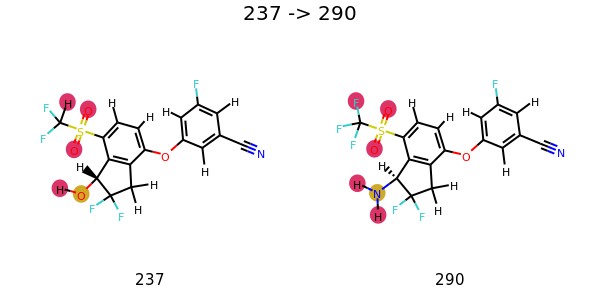 237 -> 290
F F
H H H H O O F F H H
F H S F S H
F O H N F O H N
H O H H H N H H
F F H F F H
H
237 290